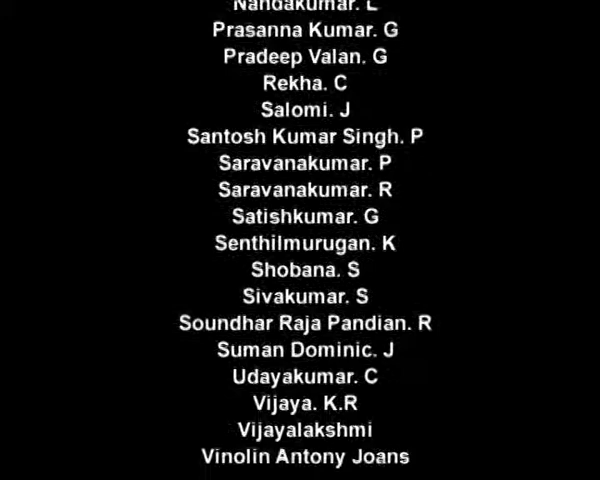 Nandakumar. L
Prasanna Kumar. G
Pradeep Valan. G
Rekha. C
Salomi. J
Santosh Kumar Singh. P
Saravanakumar. P
Saravanakumar. R
Satishkumar. G
Senthilmurugan. K
Shobana. S
Sivakumar. S
Soundhar Raja Pandian. R
Suman Dominic. J
Udayakumar. C
Vijaya. K.R
Vijayalakshmi
Vinolin Antony Joans